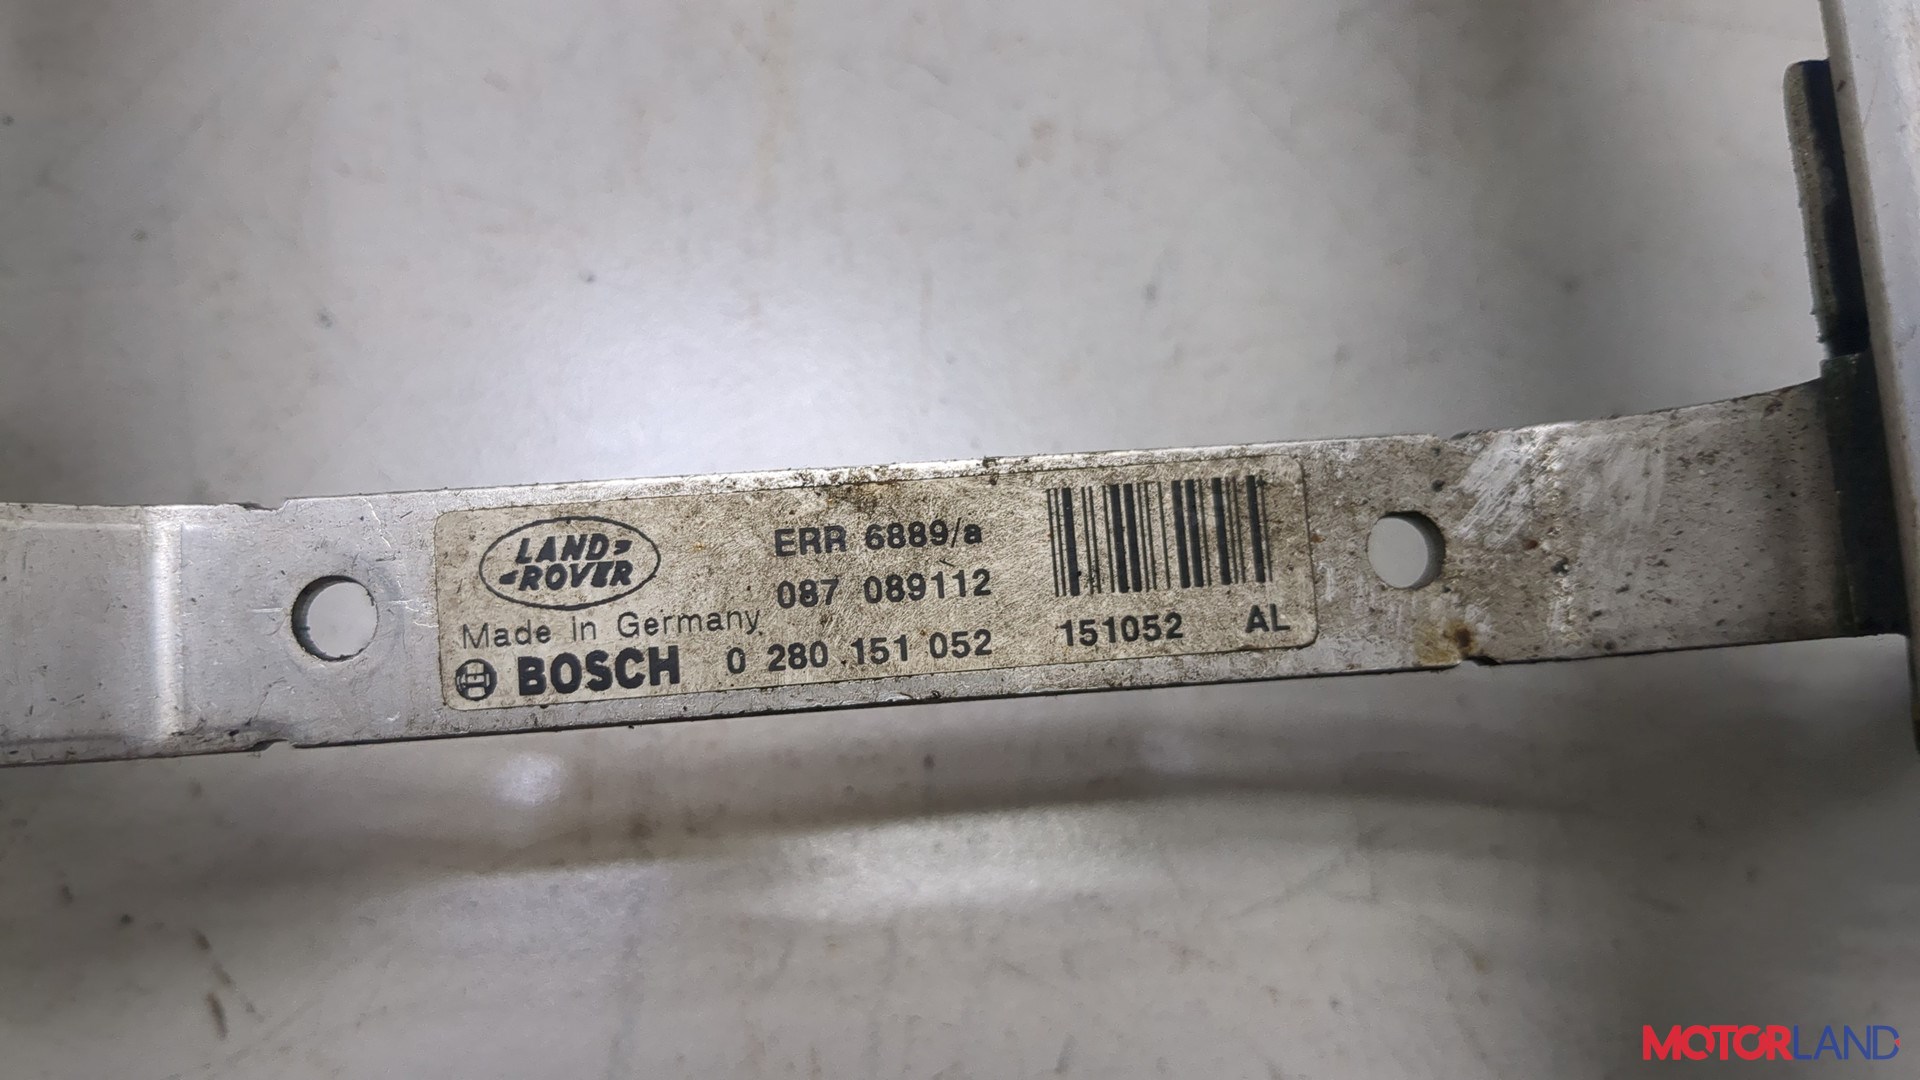 LAND-
-ROVER
ERR 6889/a
087 089112
Made in Germany
BOSCH 0 280 151 052
151052 AL
MOTORLAND